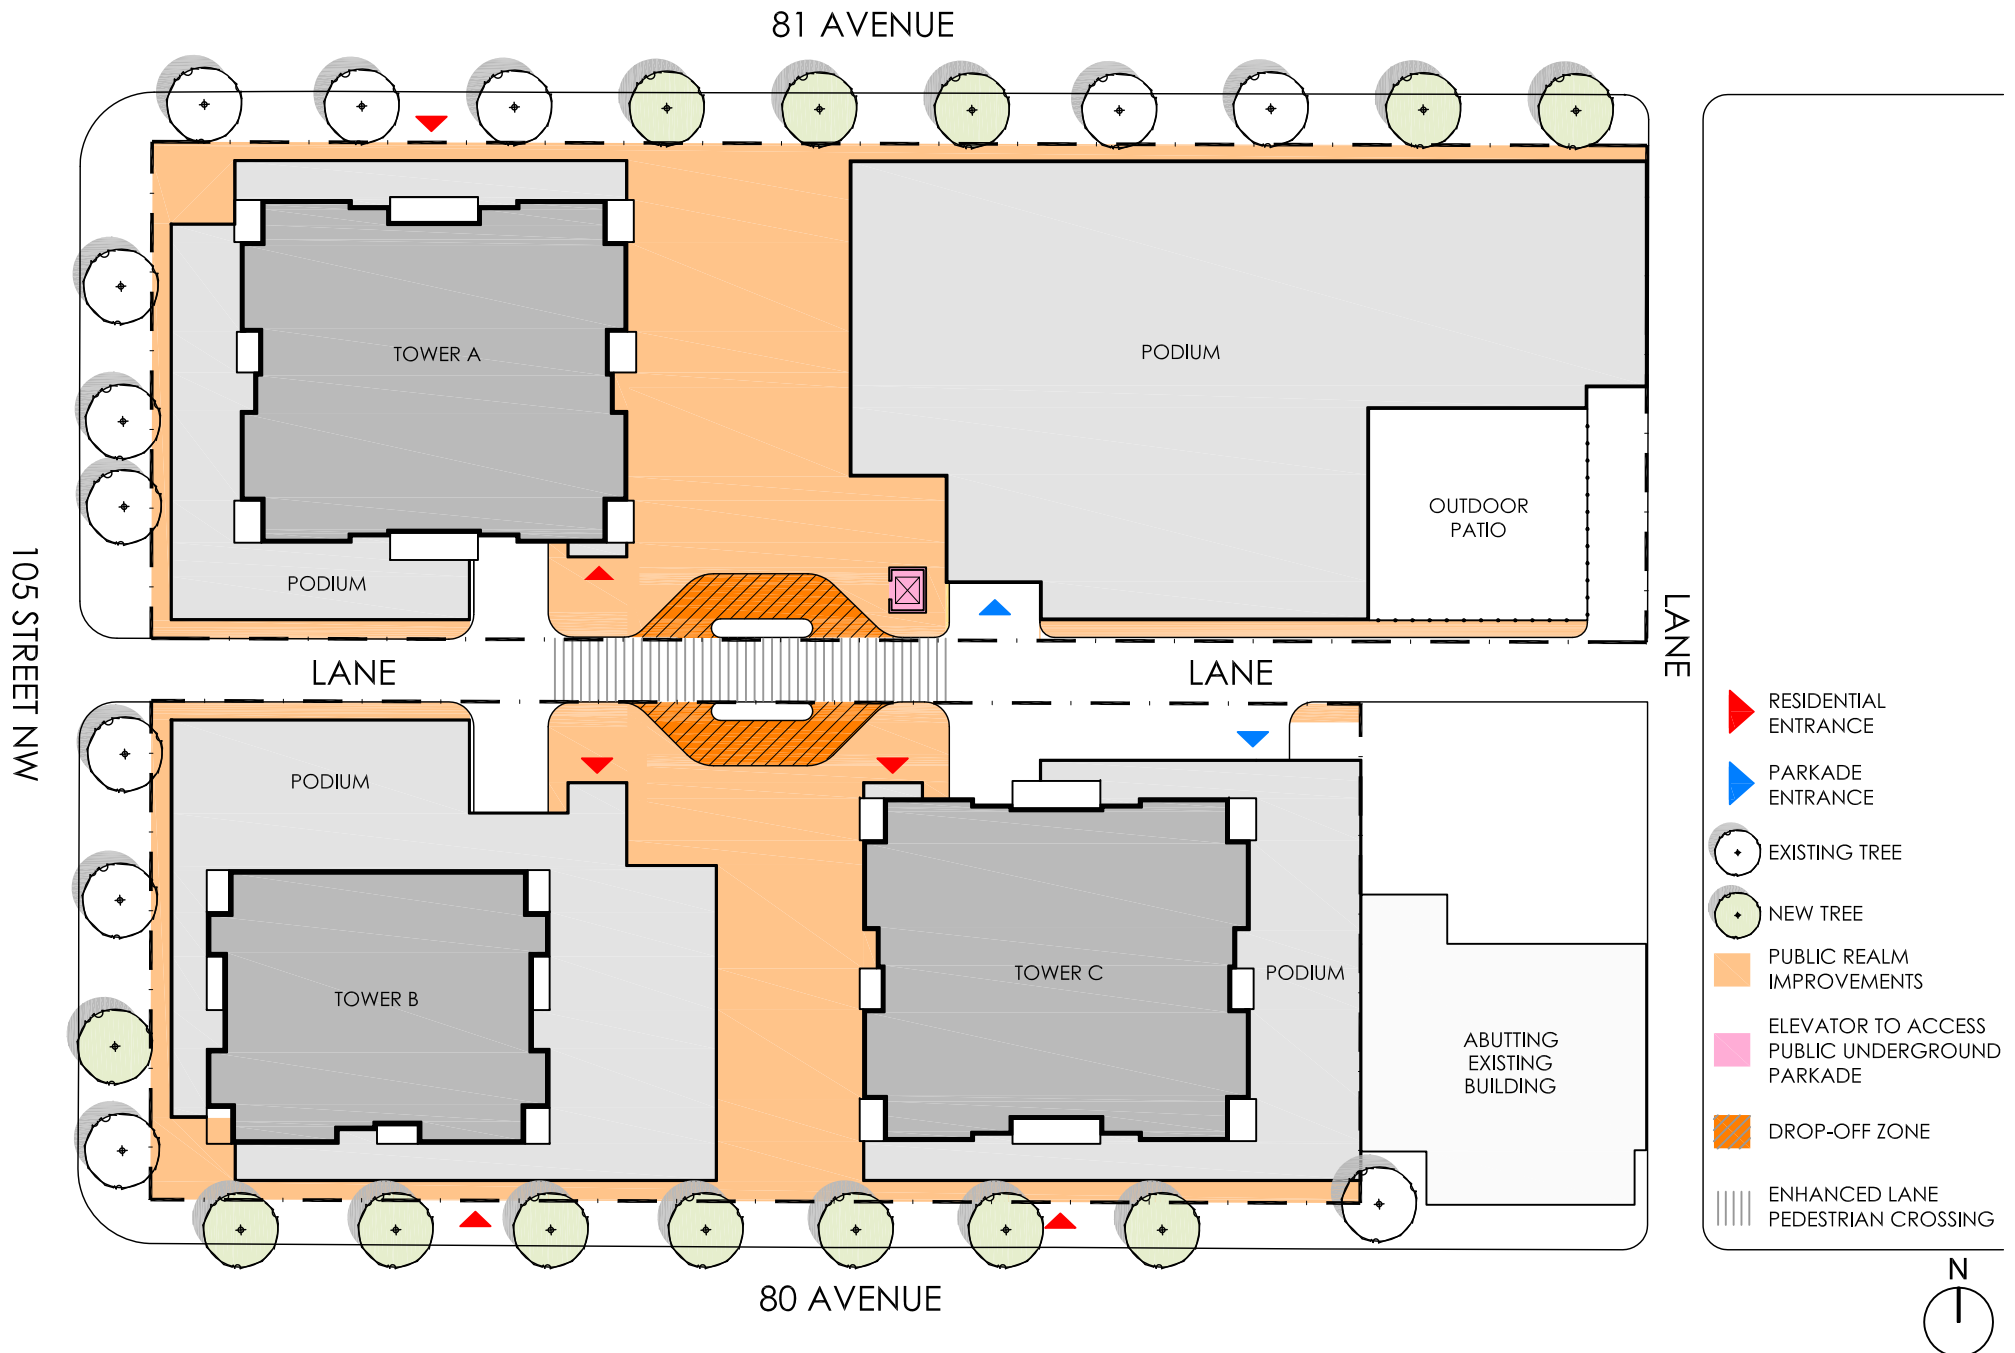 81 AVENUE
TOWER A
PODIUM
OUTDOOR
PATIO
PODIUM
105 STREET NW
LANE
LANE
LANE
RESIDENTIAL
ENTRANCE
PARKADE
ENTRANCE
EXISTING TREE
NEW TREE
PUBLIC REALM
IMPROVEMENTS
ELEVATOR TO ACCESS
PUBLIC UNDERGROUND
PARKADE
DROP-OFF ZONE
ENHANCED LANE
PEDESTRIAN CROSSING
PODIUM
TOWER B
TOWER C
PODIUM
ABUTTING
EXISTING
BUILDING
80 AVENUE
N